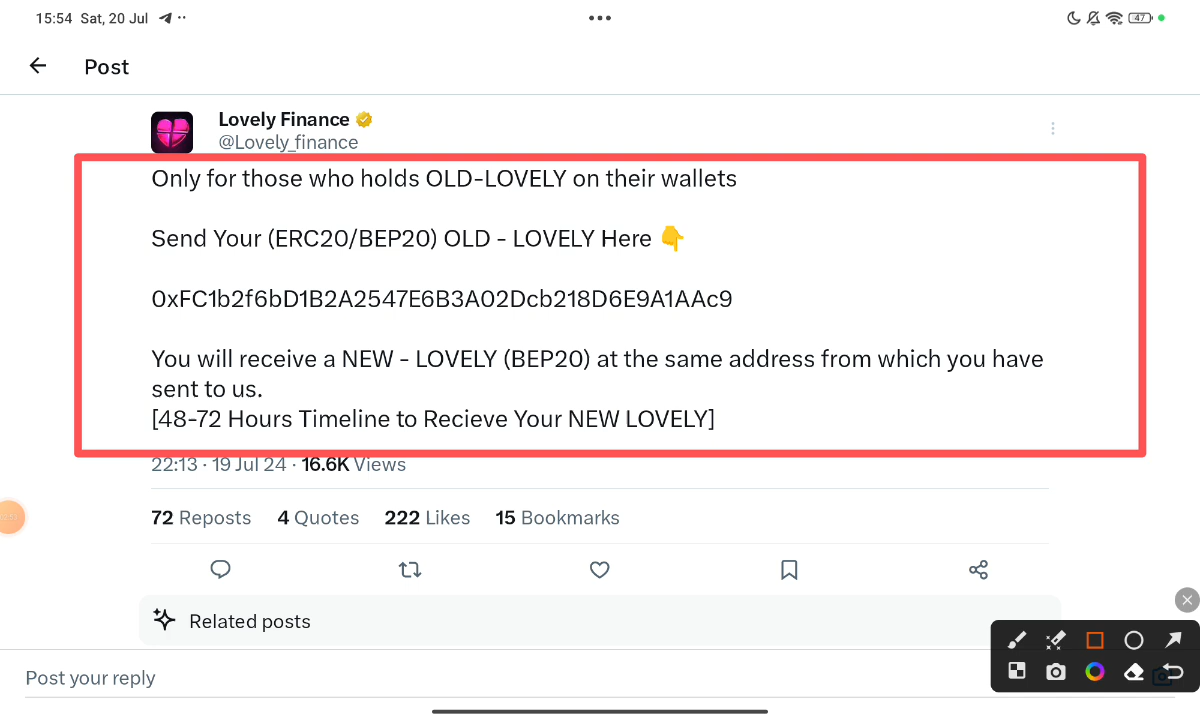 15:54 Sat, 20 Jul
47
Post
Lovely Finance
@Lovely_finance
Only for those who holds OLD-LOVELY on their wallets
Send Your (ERC20/BEP20) OLD - LOVELY Here 👇
0xFC1b2f6bD1B2A2547E6B3A02Dcb218D6E9A1AAc9
You will receive a NEW - LOVELY (BEP20) at the same address from which you have
sent to us.
[48-72 Hours Timeline to Recieve Your NEW LOVELY]
22:13 · 19 Jul 24 · 16.6K Views
72 Reposts 4 Quotes 222 Likes 15 Bookmarks
Related posts
Post your reply